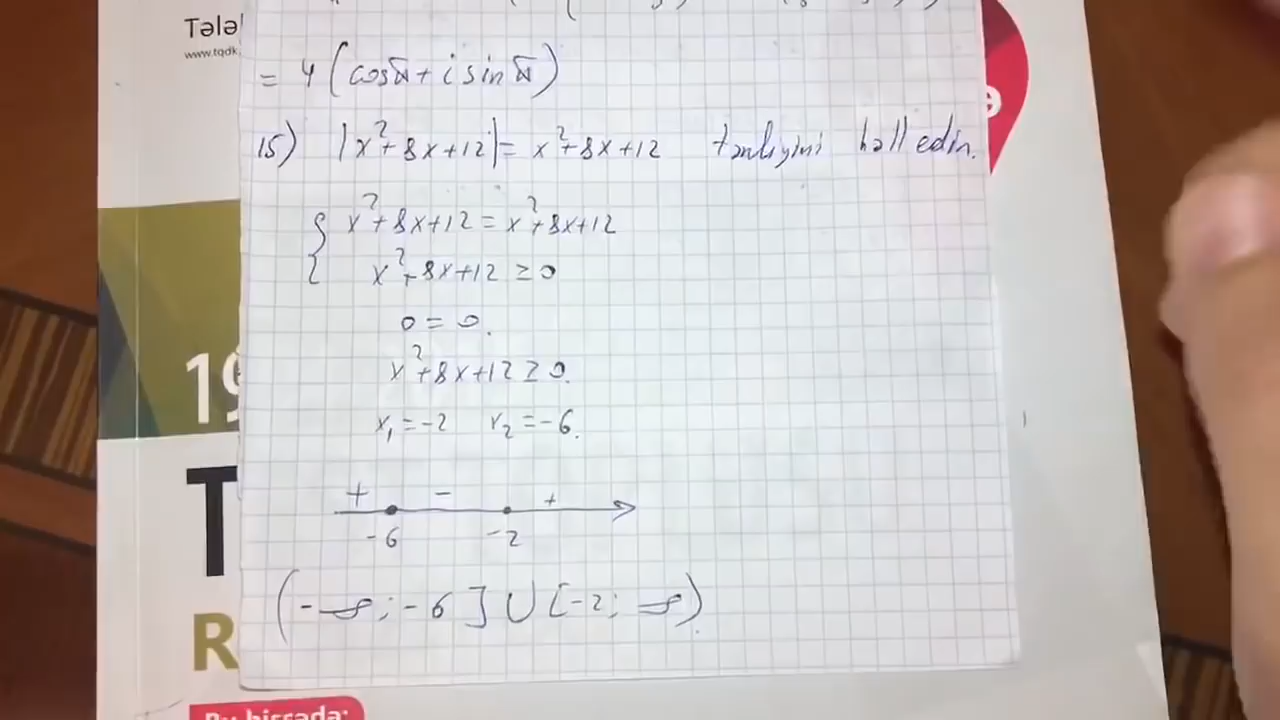 Tələ
www.tqdk
= 4 (cosπ + i sin π)
15) |x²+8x+12| = x²+8x+12 tənliyini həll edin.
{ x²+8x+12 = x²+8x+12
x²+8x+12 ≥ 0
0 = 0.
x²+8x+12 ≥ 0.
x₁ = -2 x₂ = -6.
+ - +
-6 -2
(-∞; -6] ∪ [-2; ∞).
19
T
R
Bu hissədə: